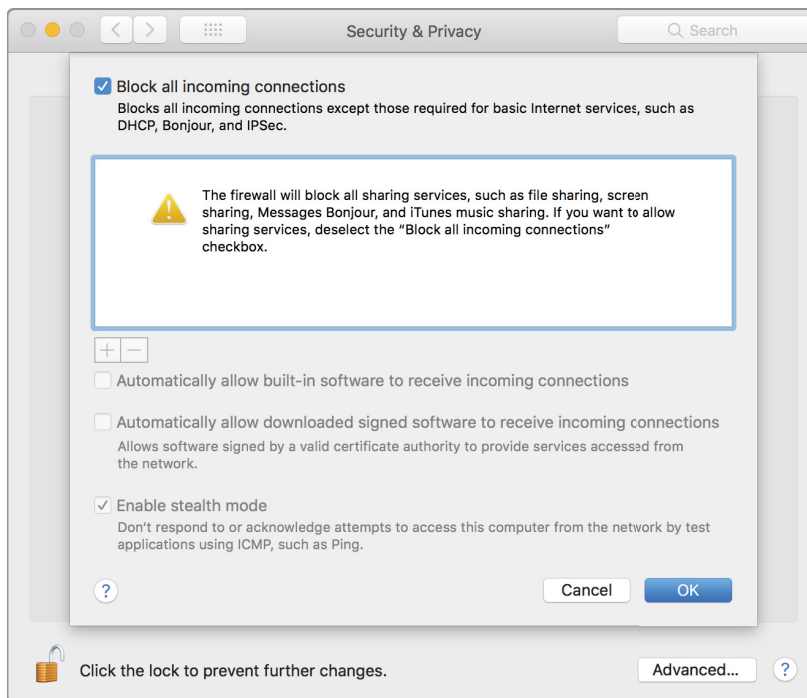 Security & Privacy
Search
Block all incoming connections
Blocks all incoming connections except those required for basic Internet services, such as
DHCP, Bonjour, and IPSec.
The firewall will block all sharing services, such as file sharing, screen
sharing, Messages Bonjour, and iTunes music sharing. If you want to allow
sharing services, deselect the “Block all incoming connections”
checkbox.
Automatically allow built-in software to receive incoming connections
Automatically allow downloaded signed software to receive incoming connections
Allows software signed by a valid certificate authority to provide services accessed from
the network.
Enable stealth mode
Don’t respond to or acknowledge attempts to access this computer from the network by test
applications using ICMP, such as Ping.
? Cancel OK
Click the lock to prevent further changes. Advanced... ?